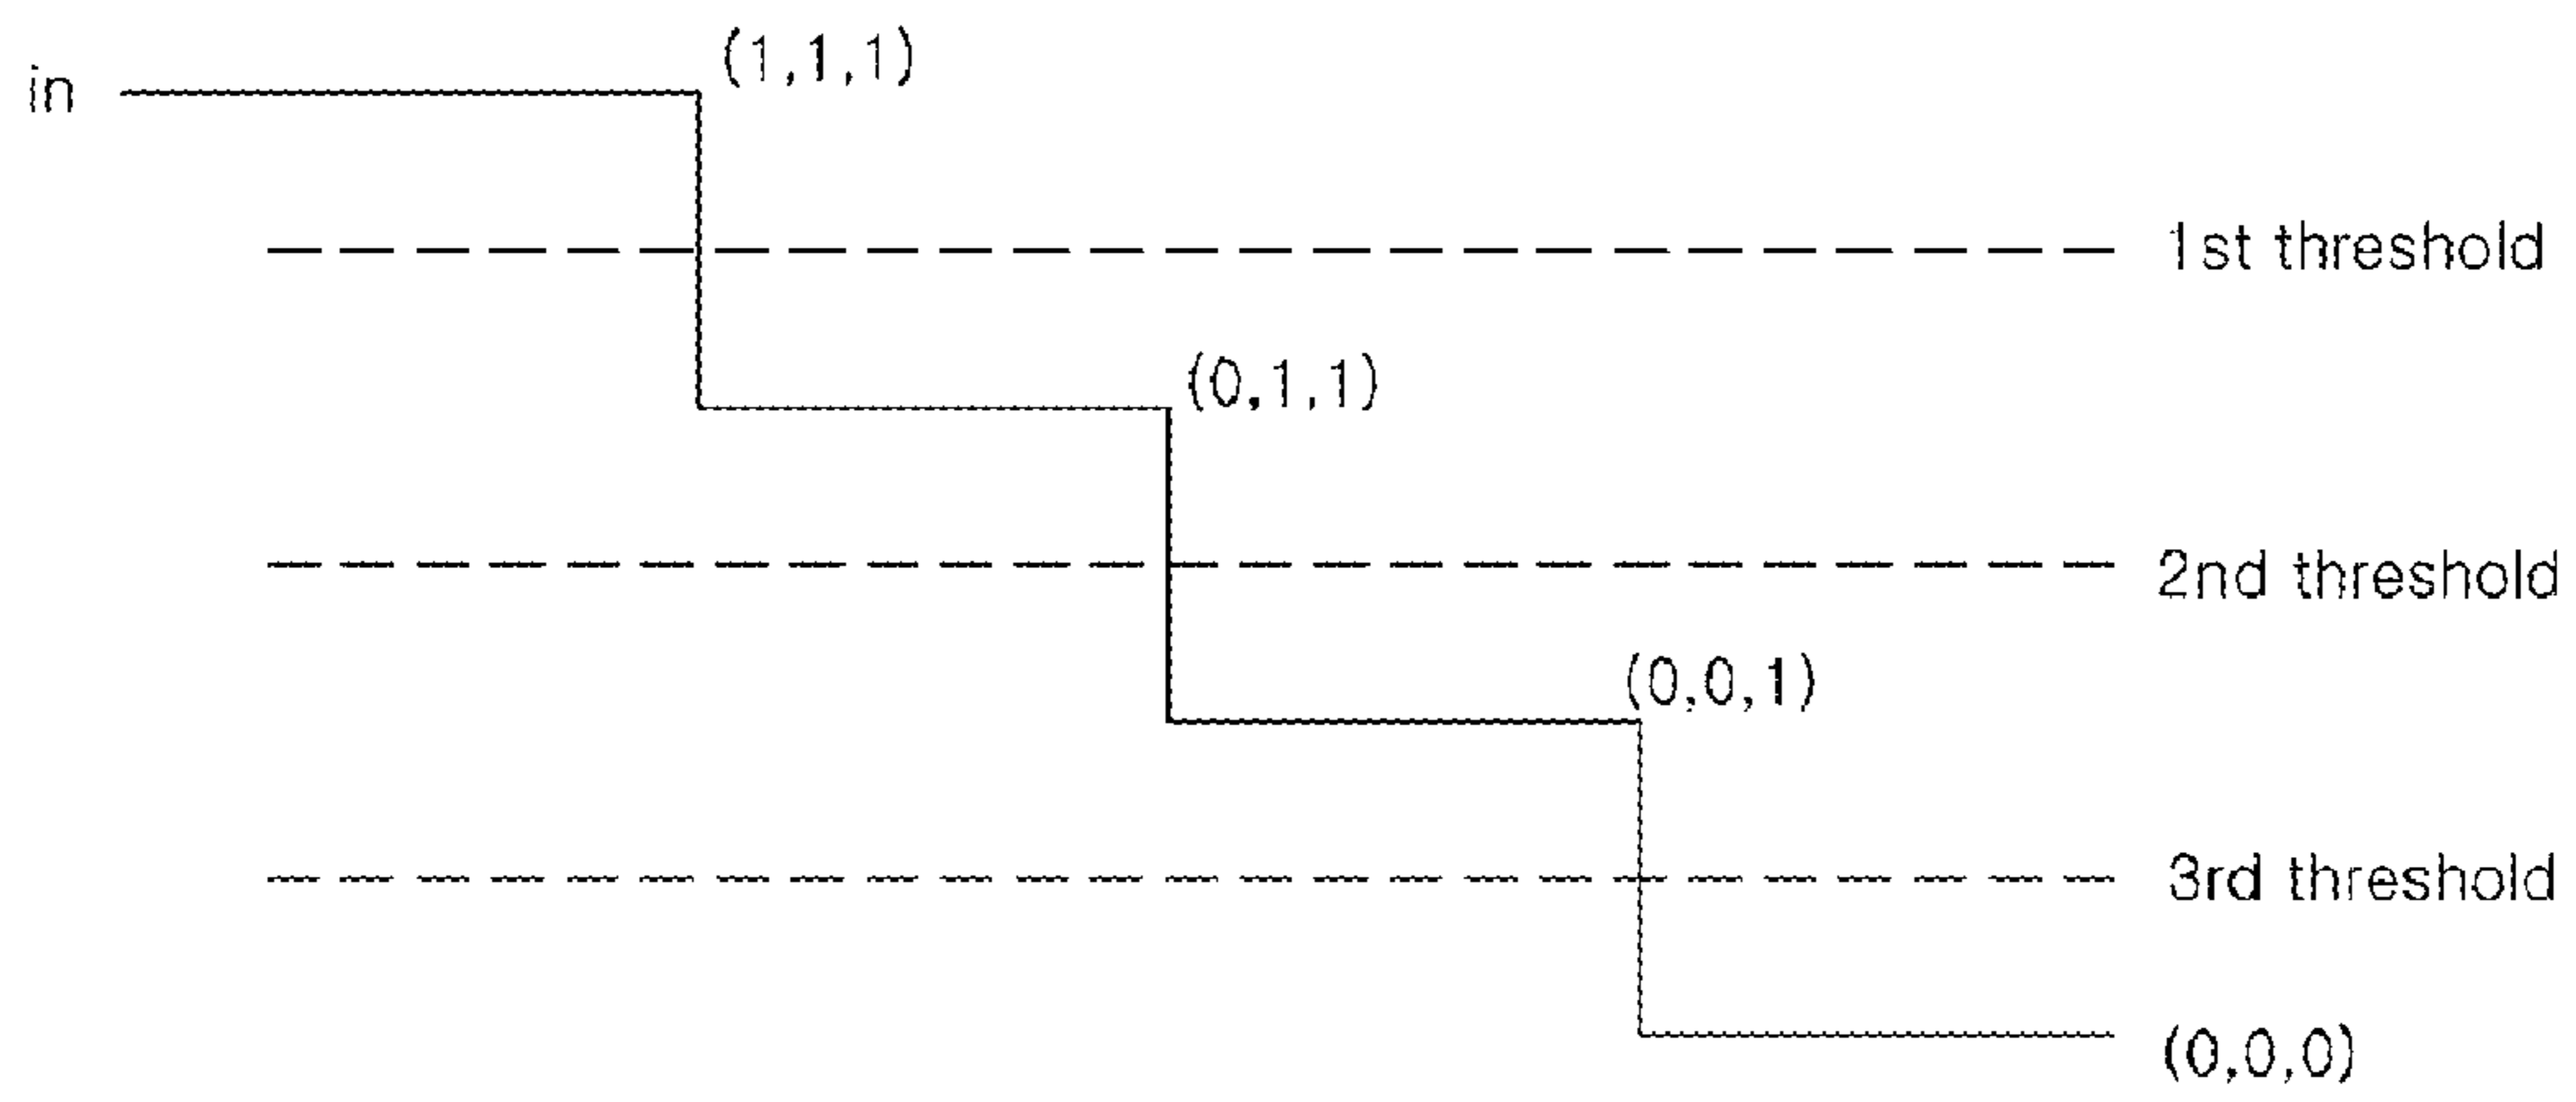 in
(1,1,1)
1st threshold
(0,1,1)
2nd threshold
(0,0,1)
3rd threshold
(0,0,0)